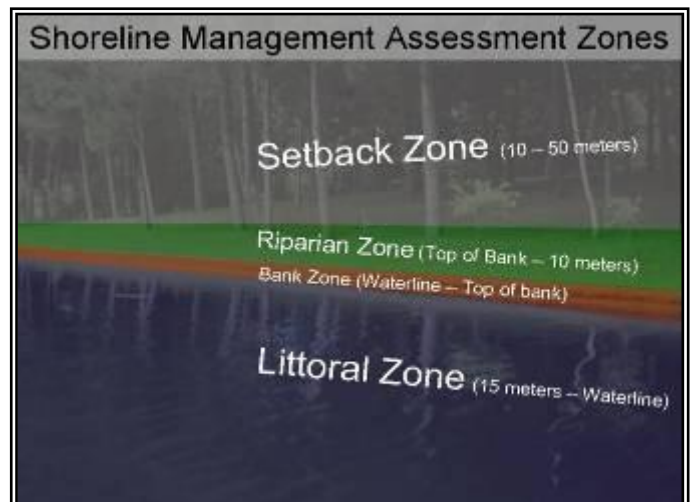 Shoreline Management Assessment Zones
Setback Zone (10 – 50 meters)
Riparian Zone (Top of Bank – 10 meters)
Bank Zone (Waterline – Top of bank)
Littoral Zone (15 meters – Waterline)